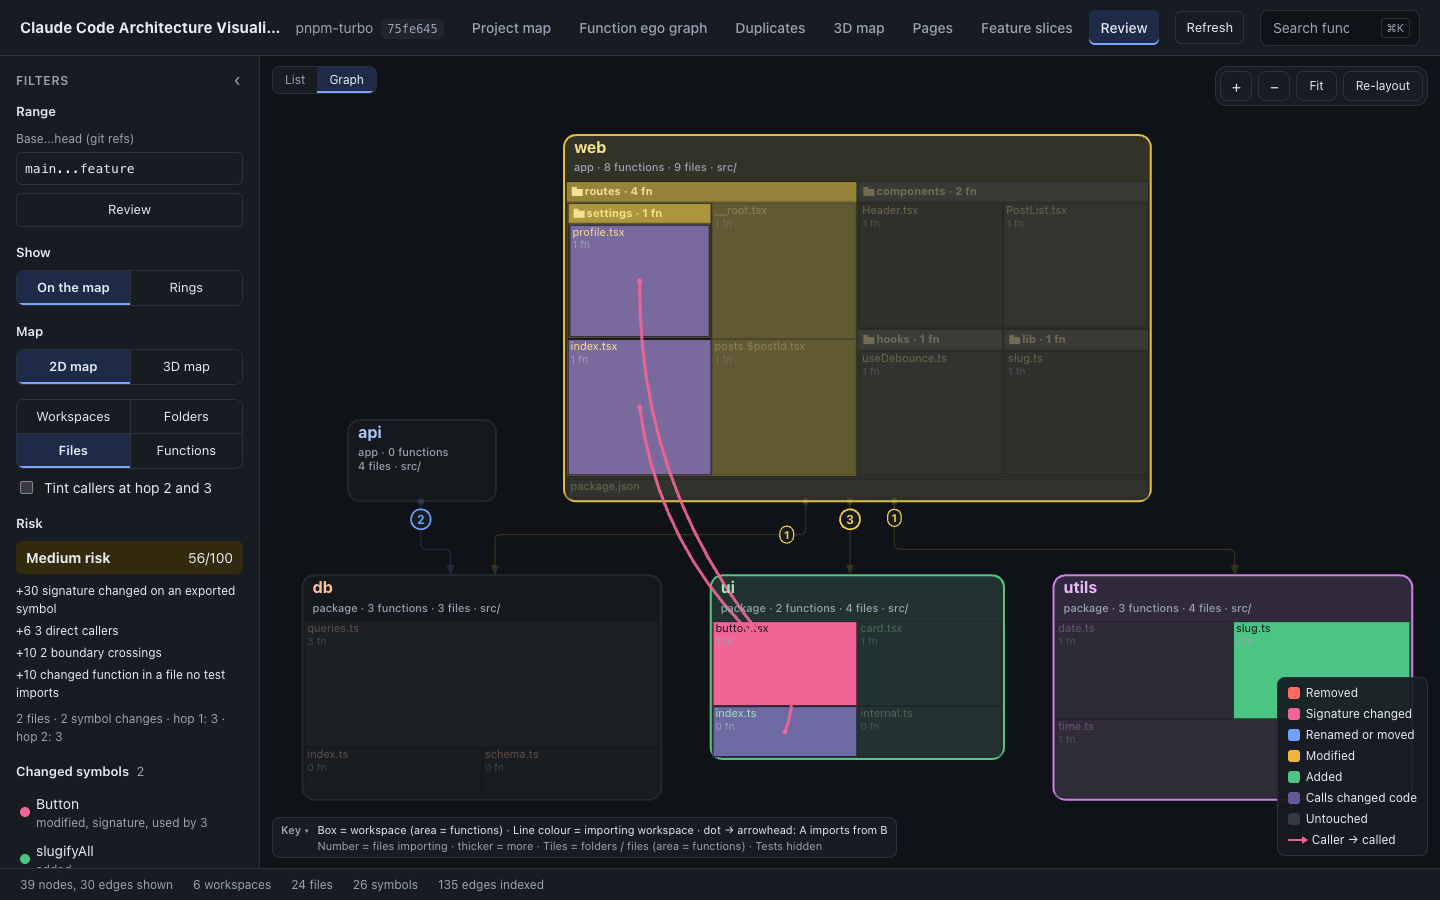 Claude Code Architecture Visuali...
pnpm-turbo
75fe645
Project map
Function ego graph
Duplicates
3D map
Pages
Feature slices
Review
Refresh
Search func
⌘K
FILTERS
Range
Base...head (git refs)
main...feature
Review
Show
On the map
Rings
Map
2D map
3D map
Workspaces
Folders
Files
Functions
Tint callers at hop 2 and 3
Risk
Medium risk
56/100
+30 signature changed on an exported
symbol
+6 3 direct callers
+10 2 boundary crossings
+10 changed function in a file no test
imports
2 files · 2 symbol changes · hop 1: 3 ·
hop 2: 3
Changed symbols 2
Button
modified, signature, used by 3
slugifyAll
added
List
Graph
+
−
Fit
Re-layout
web
app · 8 functions · 9 files · src/
routes · 4 fn
components · 2 fn
settings · 1 fn
__root.tsx
1 fn
Header.tsx
1 fn
PostList.tsx
1 fn
profile.tsx
1 fn
hooks · 1 fn
lib · 1 fn
index.tsx
1 fn
posts.$postId.tsx
1 fn
useDebounce.ts
1 fn
slug.ts
1 fn
package.json
api
app · 0 functions
4 files · src/
2
1
3
1
db
package · 3 functions · 3 files · src/
queries.ts
3 fn
index.ts
0 fn
schema.ts
0 fn
ui
package · 2 functions · 4 files · src/
button.tsx
1 fn
card.tsx
1 fn
index.ts
0 fn
internal.ts
0 fn
utils
package · 3 functions · 4 files · src/
date.ts
1 fn
slug.ts
1 fn
time.ts
1 fn
Removed
Signature changed
Renamed or moved
Modified
Added
Calls changed code
Untouched
Caller → called
Key ▾
Box = workspace (area = functions) · Line colour = importing workspace · dot → arrowhead: A imports from B
Number = files importing · thicker = more · Tiles = folders / files (area = functions) · Tests hidden
39 nodes, 30 edges shown
6 workspaces
24 files
26 symbols
135 edges indexed